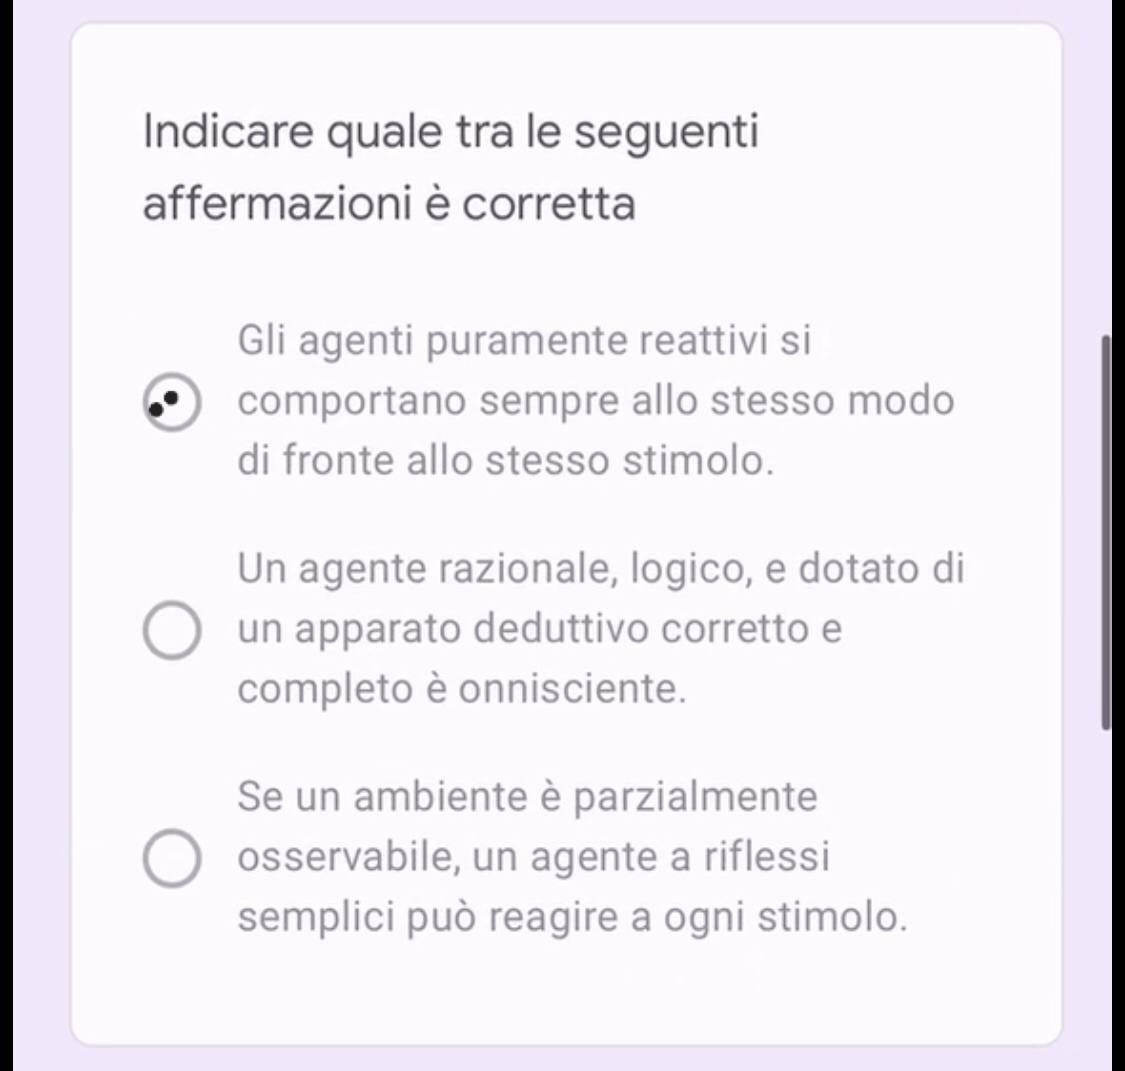 Indicare quale tra le seguenti
affermazioni è corretta
Gli agenti puramente reattivi si
comportano sempre allo stesso modo
di fronte allo stesso stimolo.
Un agente razionale, logico, e dotato di
un apparato deduttivo corretto e
completo è onnisciente.
Se un ambiente è parzialmente
osservabile, un agente a riflessi
semplici può reagire a ogni stimolo.